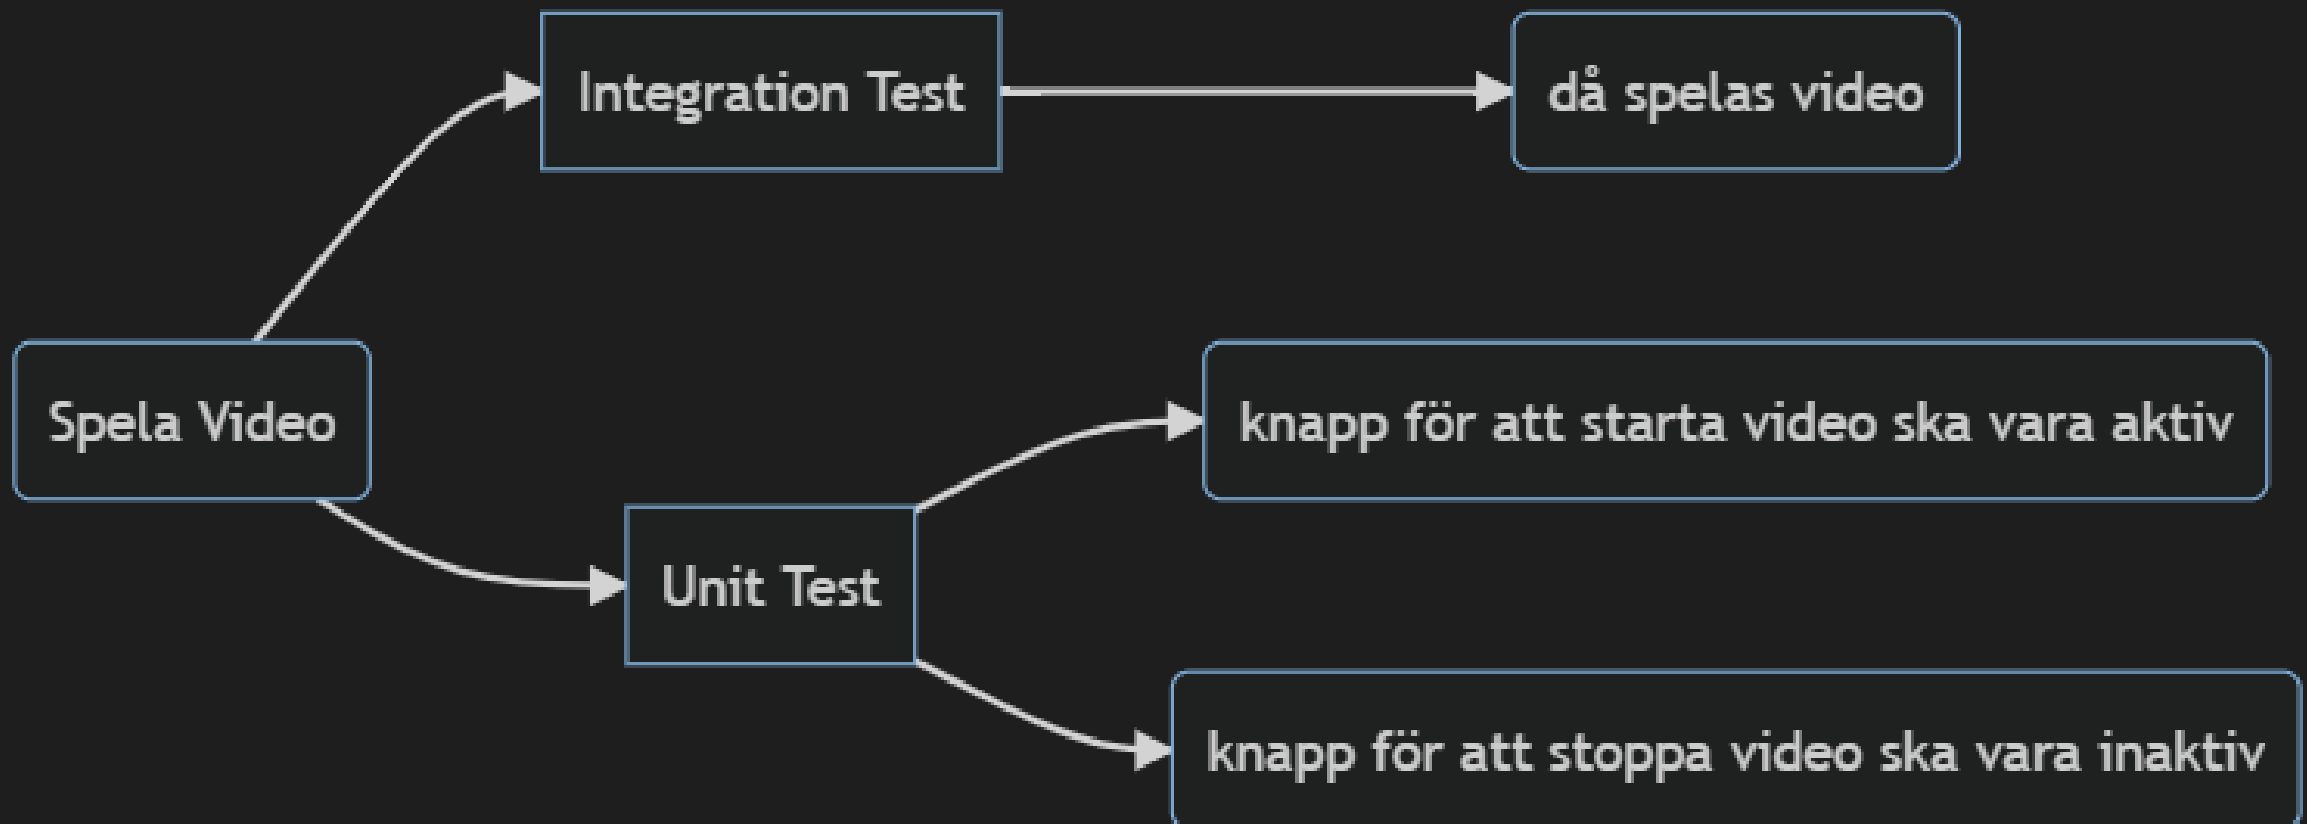 Integration Test
då spelas video
Spela Video
knapp för att starta video ska vara aktiv
Unit Test
knapp för att stoppa video ska vara inaktiv